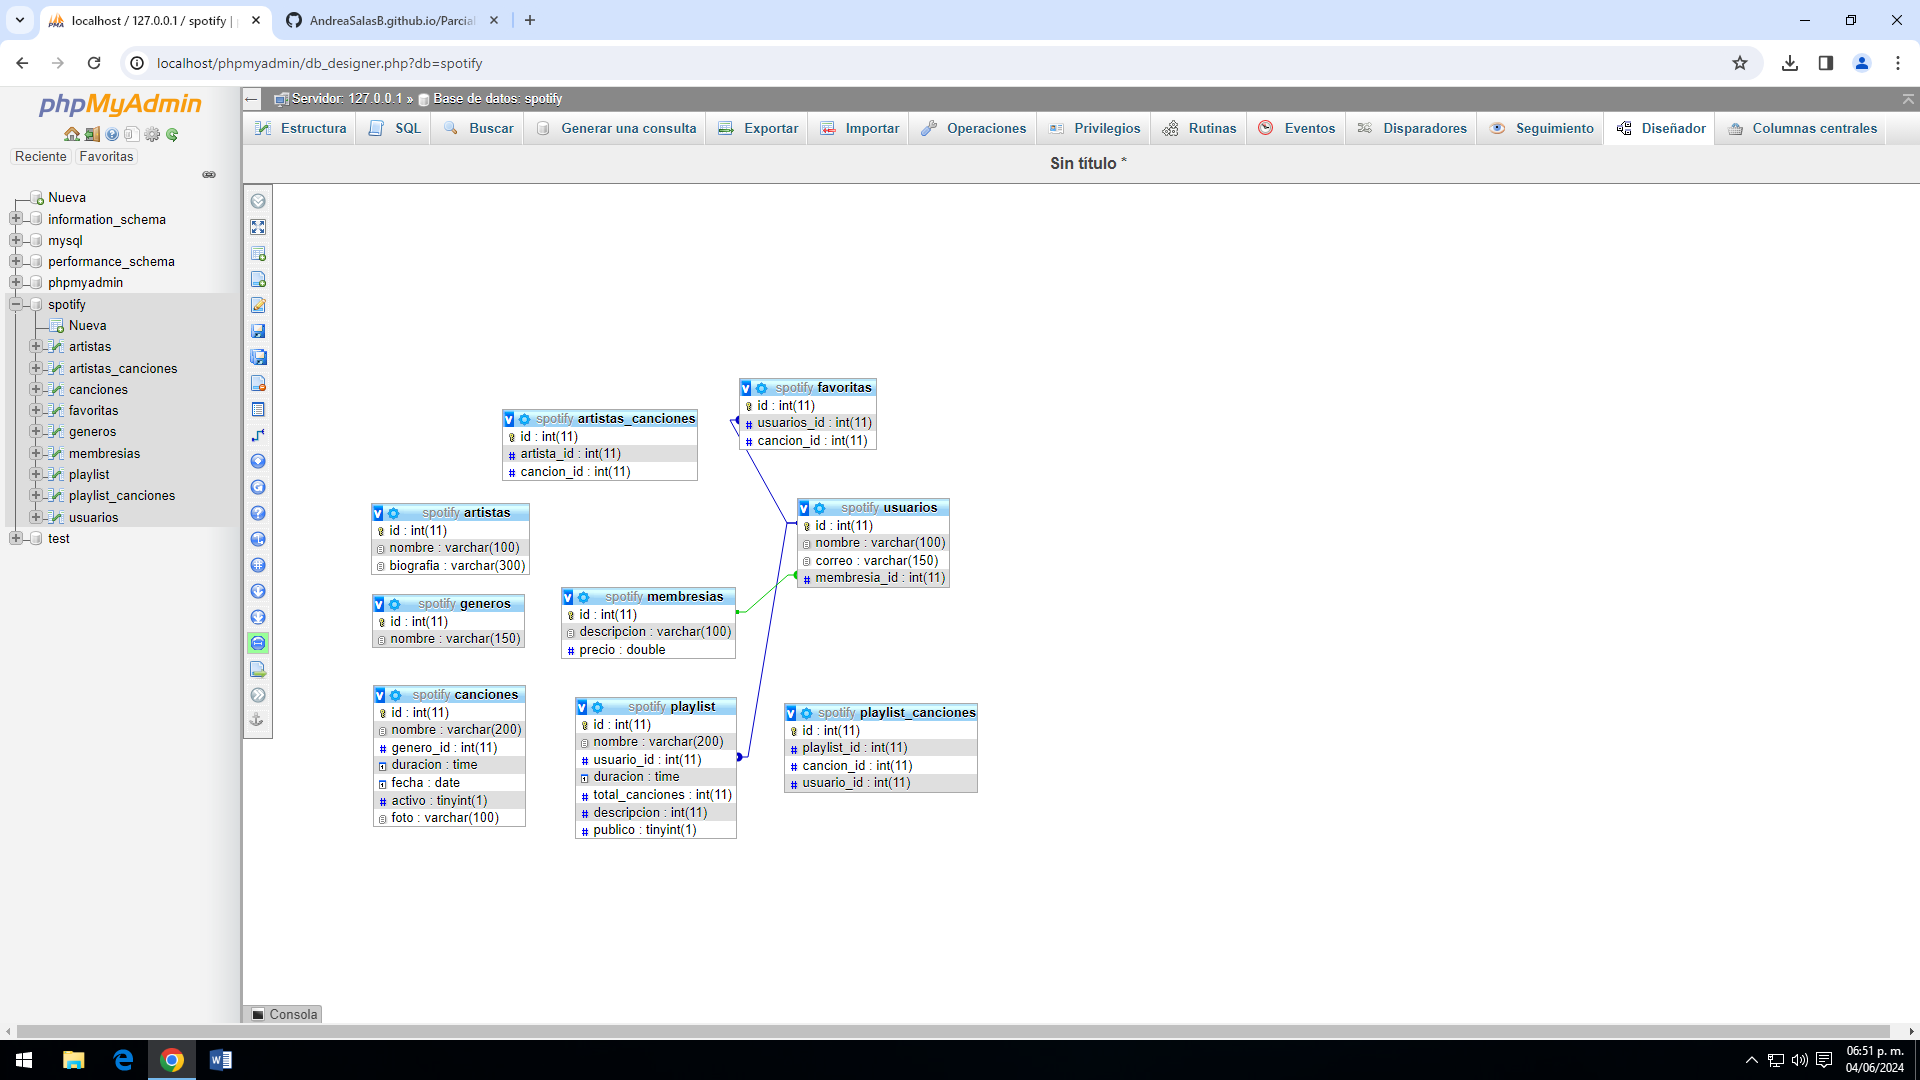 localhost / 127.0.0.1 / spotify |
AndreaSalasB.github.io/Parcial
localhost/phpmyadmin/db_designer.php?db=spotify
phpMyAdmin
Reciente
Favoritas
Nueva
information_schema
mysql
performance_schema
phpmyadmin
spotify
Nueva
artistas
artistas_canciones
canciones
favoritas
generos
membresias
playlist
playlist_canciones
usuarios
test
Servidor: 127.0.0.1 » Base de datos: spotify
Estructura
SQL
Buscar
Generar una consulta
Exportar
Importar
Operaciones
Privilegios
Rutinas
Eventos
Disparadores
Seguimiento
Diseñador
Columnas centrales
Sin título *
spotify favoritas
id : int(11)
usuarios_id : int(11)
cancion_id : int(11)
spotify artistas_canciones
id : int(11)
artista_id : int(11)
cancion_id : int(11)
spotify artistas
id : int(11)
nombre : varchar(100)
biografia : varchar(300)
spotify usuarios
id : int(11)
nombre : varchar(100)
correo : varchar(150)
membresia_id : int(11)
spotify generos
id : int(11)
nombre : varchar(150)
spotify membresias
id : int(11)
descripcion : varchar(100)
precio : double
spotify canciones
id : int(11)
nombre : varchar(200)
genero_id : int(11)
duracion : time
fecha : date
activo : tinyint(1)
foto : varchar(100)
spotify playlist
id : int(11)
nombre : varchar(200)
usuario_id : int(11)
duracion : time
total_canciones : int(11)
descripcion : int(11)
publico : tinyint(1)
spotify playlist_canciones
id : int(11)
playlist_id : int(11)
cancion_id : int(11)
usuario_id : int(11)
Consola
06:51 p. m.
04/06/2024